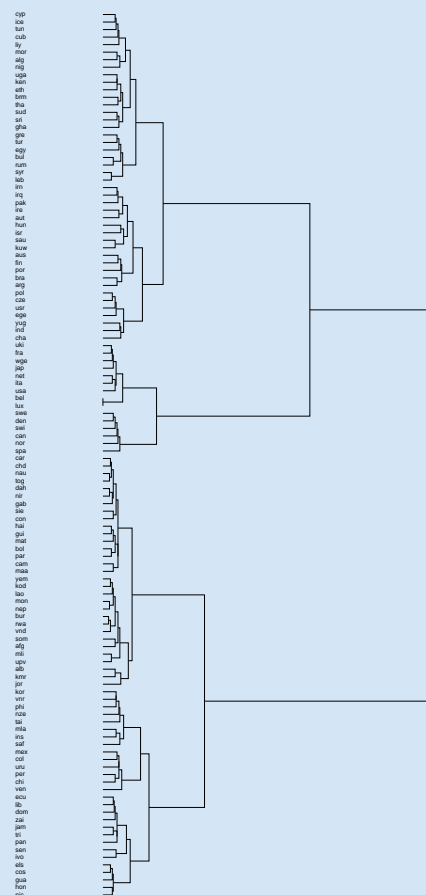 cyp
ice
tun
cub
liy
mor
alg
nig
uga
ken
eth
brm
tha
sud
sri
gha
gre
tur
egy
bul
rum
syr
leb
irn
irq
pak
ire
aut
hun
isr
sau
kuw
aus
fin
por
bra
arg
pol
cze
usr
ege
yug
ind
cha
uki
fra
wge
jap
net
ita
usa
bel
lux
swe
den
swi
can
nor
spa
car
chd
nau
tog
dah
nir
gab
sie
con
hai
gui
mat
bol
par
cam
maa
yem
kod
lao
mon
nep
bur
rwa
vnd
som
afg
mli
upv
alb
kmr
jor
kor
vnr
phi
nze
tai
mla
ins
saf
mex
col
uru
per
chi
ven
ecu
lib
dom
zai
jam
tri
pan
sen
ivo
els
cos
gua
hon